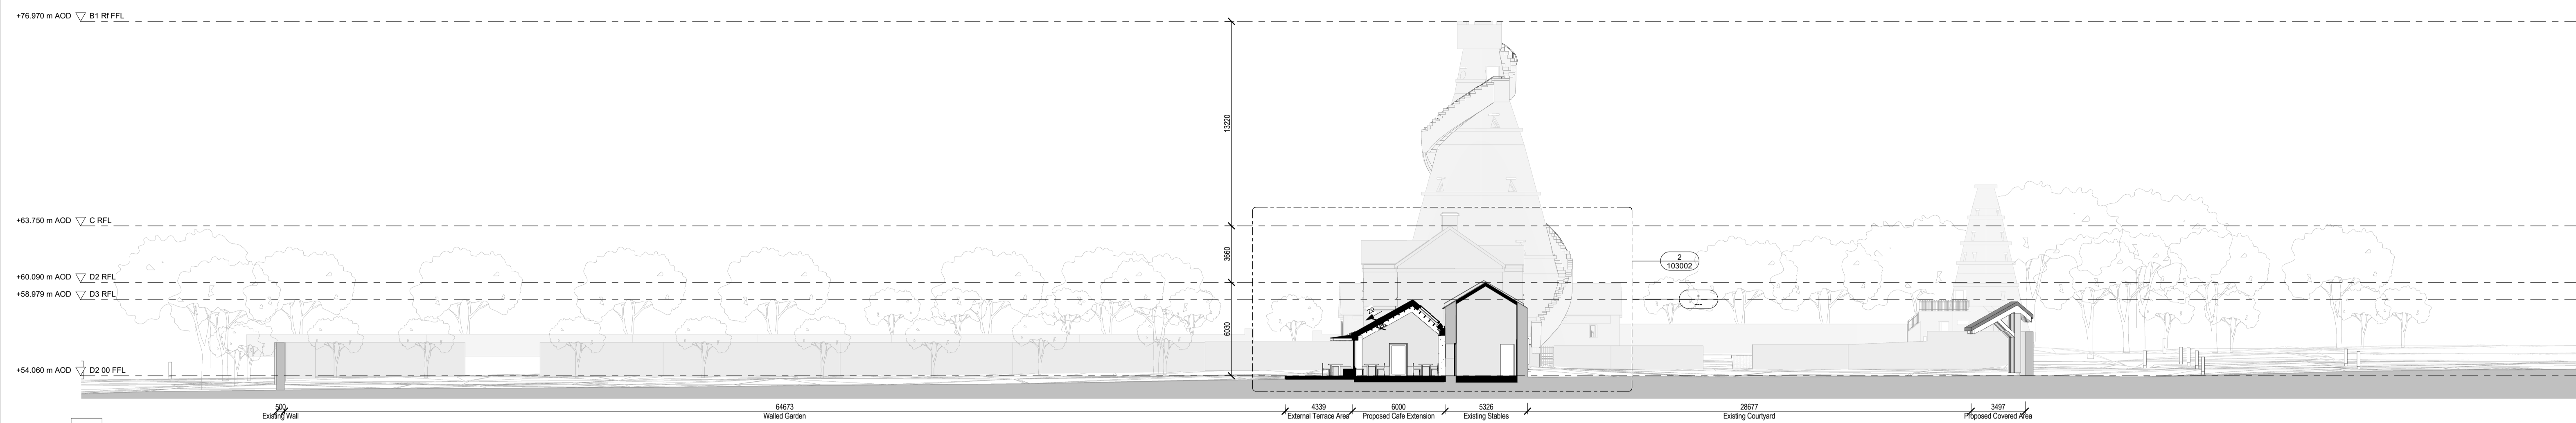 +76.970 m AOD B1 Rf FFL
13220
+63.750 m AOD C RFL
3660
2
103002
+60.090 m AOD D2 RFL
+58.979 m AOD D3 RFL
6030
+54.060 m AOD D2 00 FFL
500 64673 4339 6000 5326 28677 3497
Existing Wall Walled Garden External Terrace Area Proposed Cafe Extension Existing Stables Existing Courtyard Proposed Covered Area